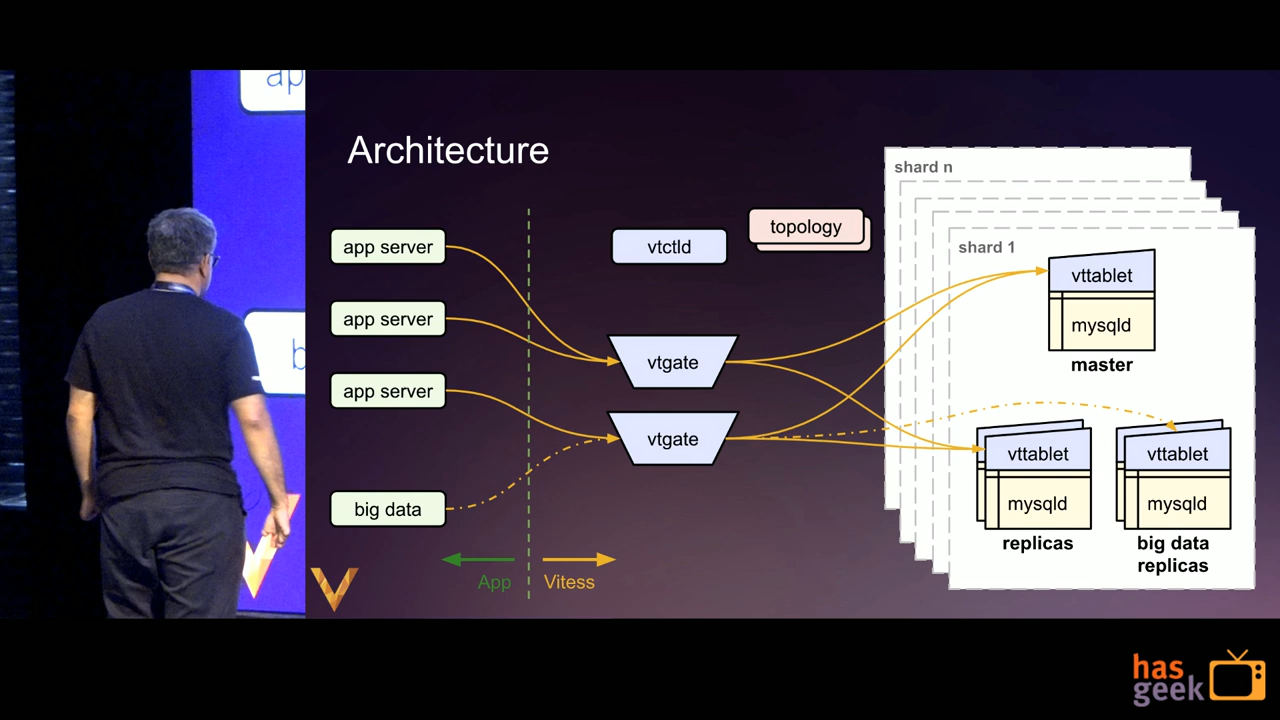 ap
b
Architecture
shard n
shard 1
topology
vtctld
app server
app server
app server
big data
vtgate
vtgate
vttablet
mysqld
master
vttablet
mysqld
replicas
vttablet
mysqld
big data
replicas
App
Vitess
has
geek